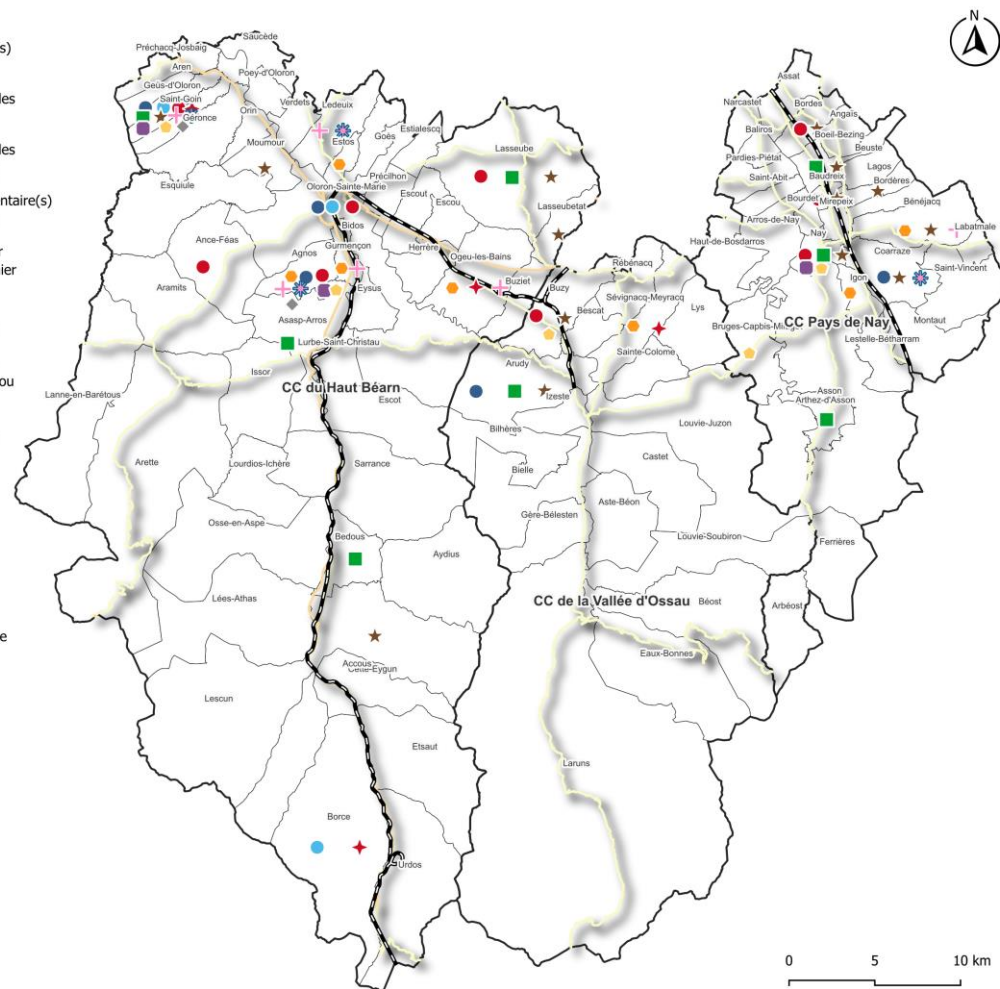 N
s)
les
les
ntaire(s)
r
ier
ou
e
Saucède
Préchacq-Josbaig
Aren
Poey-d'Oloron
Geüs-d'Oloron
Saint-Goin
Géronce
Orin
Verdets
Ledeuix
Estos
Goès
Estialescq
Moumour
Précilhon
Lasseube
Esquiule
Oloron-Sainte-Marie
Escout
Escou
Lasseubetat
Bidos
Ance-Féas
Gurmençon
Herrère
Ogeu-les-Bains
Agnos
Buziet
Buzy
Rébénacq
Aramits
Eysus
Asasp-Arros
Lurbe-Saint-Christau
Bescat
Sévignacq-Meyracq
Lys
Sainte-Colome
Arudy
Issor
CC du Haut Béarn
Izeste
Lanne-en-Barétous
Escot
Bilhères
Louvie-Juzon
Arette
Lourdios-Ichère
Sarrance
Bielle
Castet
Aste-Béon
Gère-Bélesten
Osse-en-Aspe
Bedous
Aydius
Louvie-Soubiron
Lées-Athas
CC de la Vallée d'Ossau
Béost
Accous
Cette-Eygun
Eaux-Bonnes
Lescun
Etsaut
Laruns
Borce
Urdos
Assat
Narcastet
Bordes
Angaïs
Baliros
Boeil-Bezing
Beuste
Pardies-Piétat
Lagos
Saint-Abit
Baudreix
Bordères
Mirepeix
Bénéjacq
Arros-de-Nay
Nay
Labatmale
Haut-de-Bosdarros
Coarraze
Saint-Vincent
Igon
CC Pays de Nay
Montaut
Lestelle-Bétharram
Asson
Arthez-d'Asson
Ferrières
Arbéost
0 5 10 km